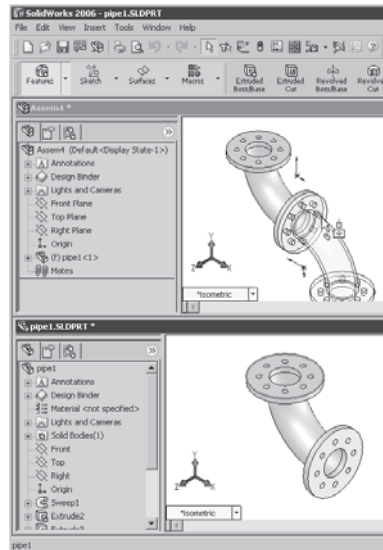 SolidWorks 2006 - pipe1.SLDPRT
File Edit View Insert Tools Window Help
Features Sketch Surfaces Macros Extruded Boss/Base Extruded Cut Revolved Boss/Base Revolved Cut
Assem4 *
Assem4 (Default<Display State-1>)
Annotations
Design Binder
Lights and Cameras
Front Plane
Top Plane
Right Plane
Origin
(f) pipe1<1>
Mates
*Isometric
pipe1.SLDPRT *
pipe1
Annotations
Design Binder
Material <not specified>
Lights and Cameras
Solid Bodies(1)
Front
Top
Right
Origin
Sweep1
Extrude2
*Isometric
pipe1